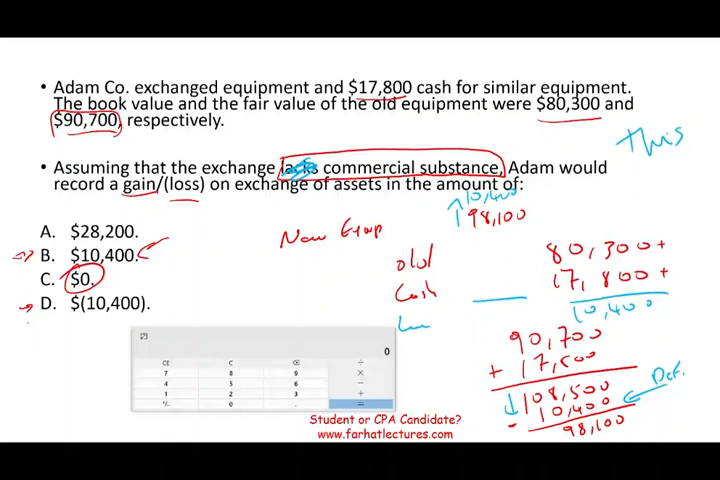 • Adam Co. exchanged equipment and $17,800 cash for similar equipment.
The book value and the fair value of the old equipment were $80,300 and
$90,700, respectively.
This
• Assuming that the exchange lacks commercial substance, Adam would
record a gain/(loss) on exchange of assets in the amount of:
10,400
98,100
A. $28,200.
B. $10,400.
C. $0.
D. $(10,400).
New Equp
old 80,300+
Cash 17,800+
10,400
90,700
+ 17,800
108,500
Def.
- 10,400
98,100
0
CE C ÷
7 8 9 ×
4 5 6 −
1 2 3 +
+/- 0 . =
Student or CPA Candidate?
www.farhatlectures.com